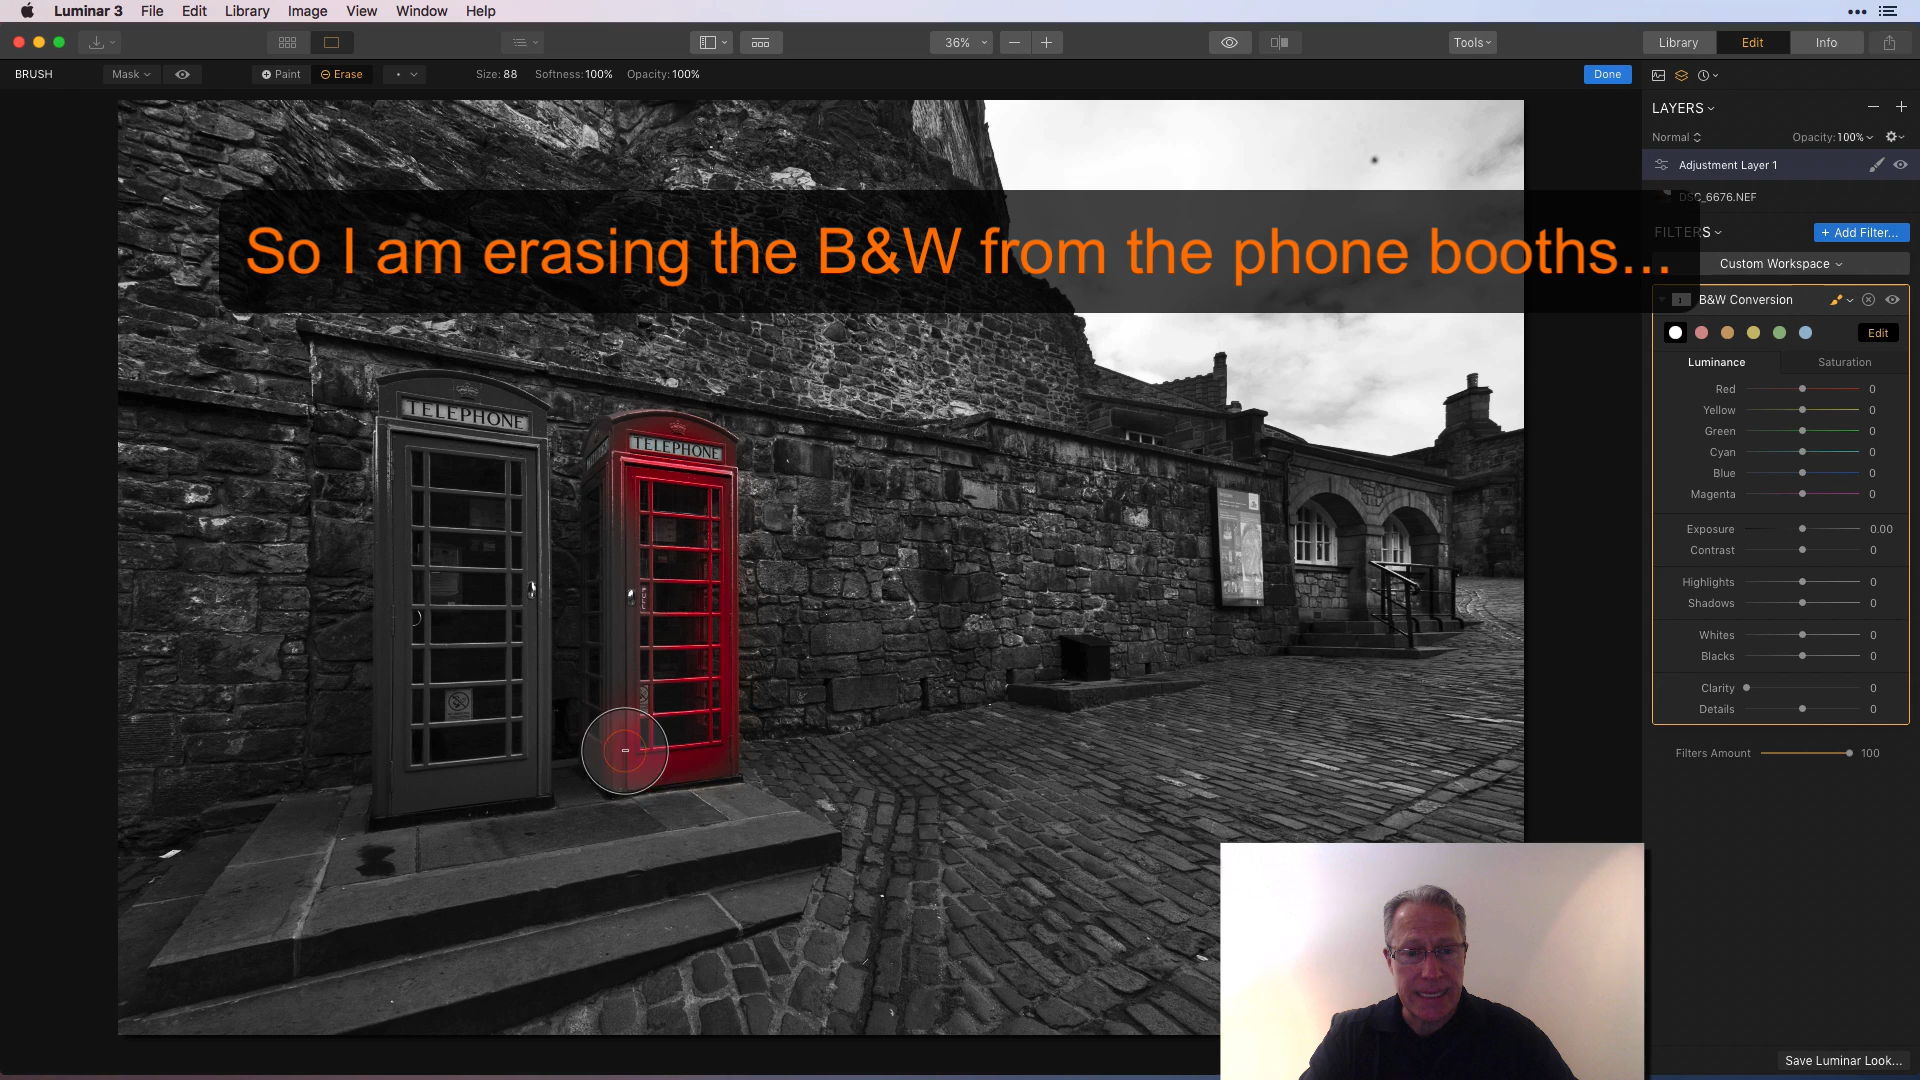 Luminar 3 File Edit Library Image View Window Help
36% Tools Library Edit Info
BRUSH Mask Paint Erase Size: 88 Softness: 100% Opacity: 100% Done
LAYERS
Normal Opacity: 100%
Adjustment Layer 1
DSC_6676.NEF
So I am erasing the B&W from the phone booths...
FILTERS + Add Filter...
Custom Workspace
1 B&W Conversion
Edit
Luminance Saturation
Red 0
Yellow 0
Green 0
Cyan 0
Blue 0
Magenta 0
Exposure 0.00
Contrast 0
Highlights 0
Shadows 0
Whites 0
Blacks 0
Clarity 0
Details 0
Filters Amount 100
TELEPHONE
TELEPHONE
Save Luminar Look...